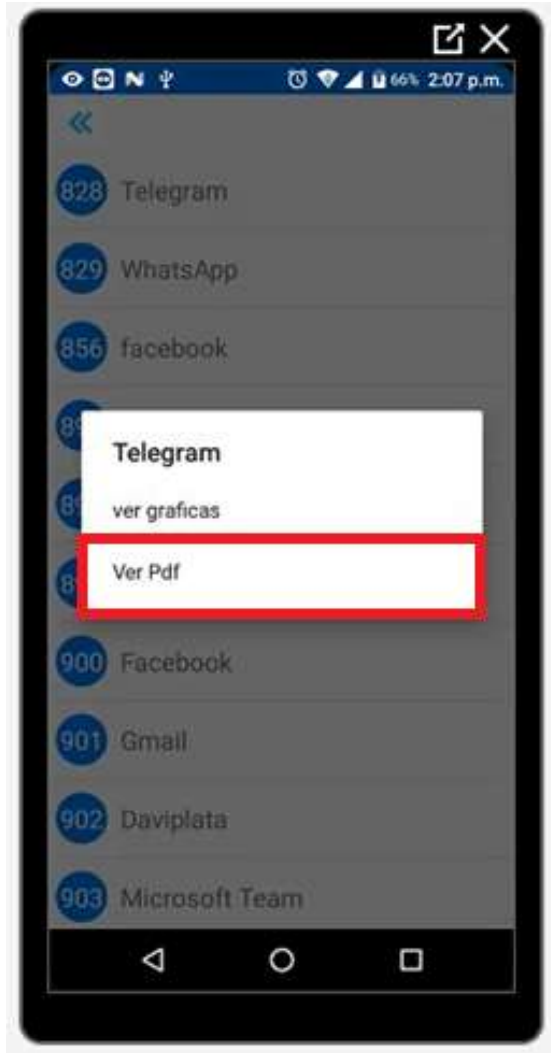 66% 2:07 p.m.
828 Telegram
829 WhatsApp
856 facebook
Telegram
ver graficas
Ver Pdf
900 Facebook
901 Gmail
902 Daviplata
903 Microsoft Team